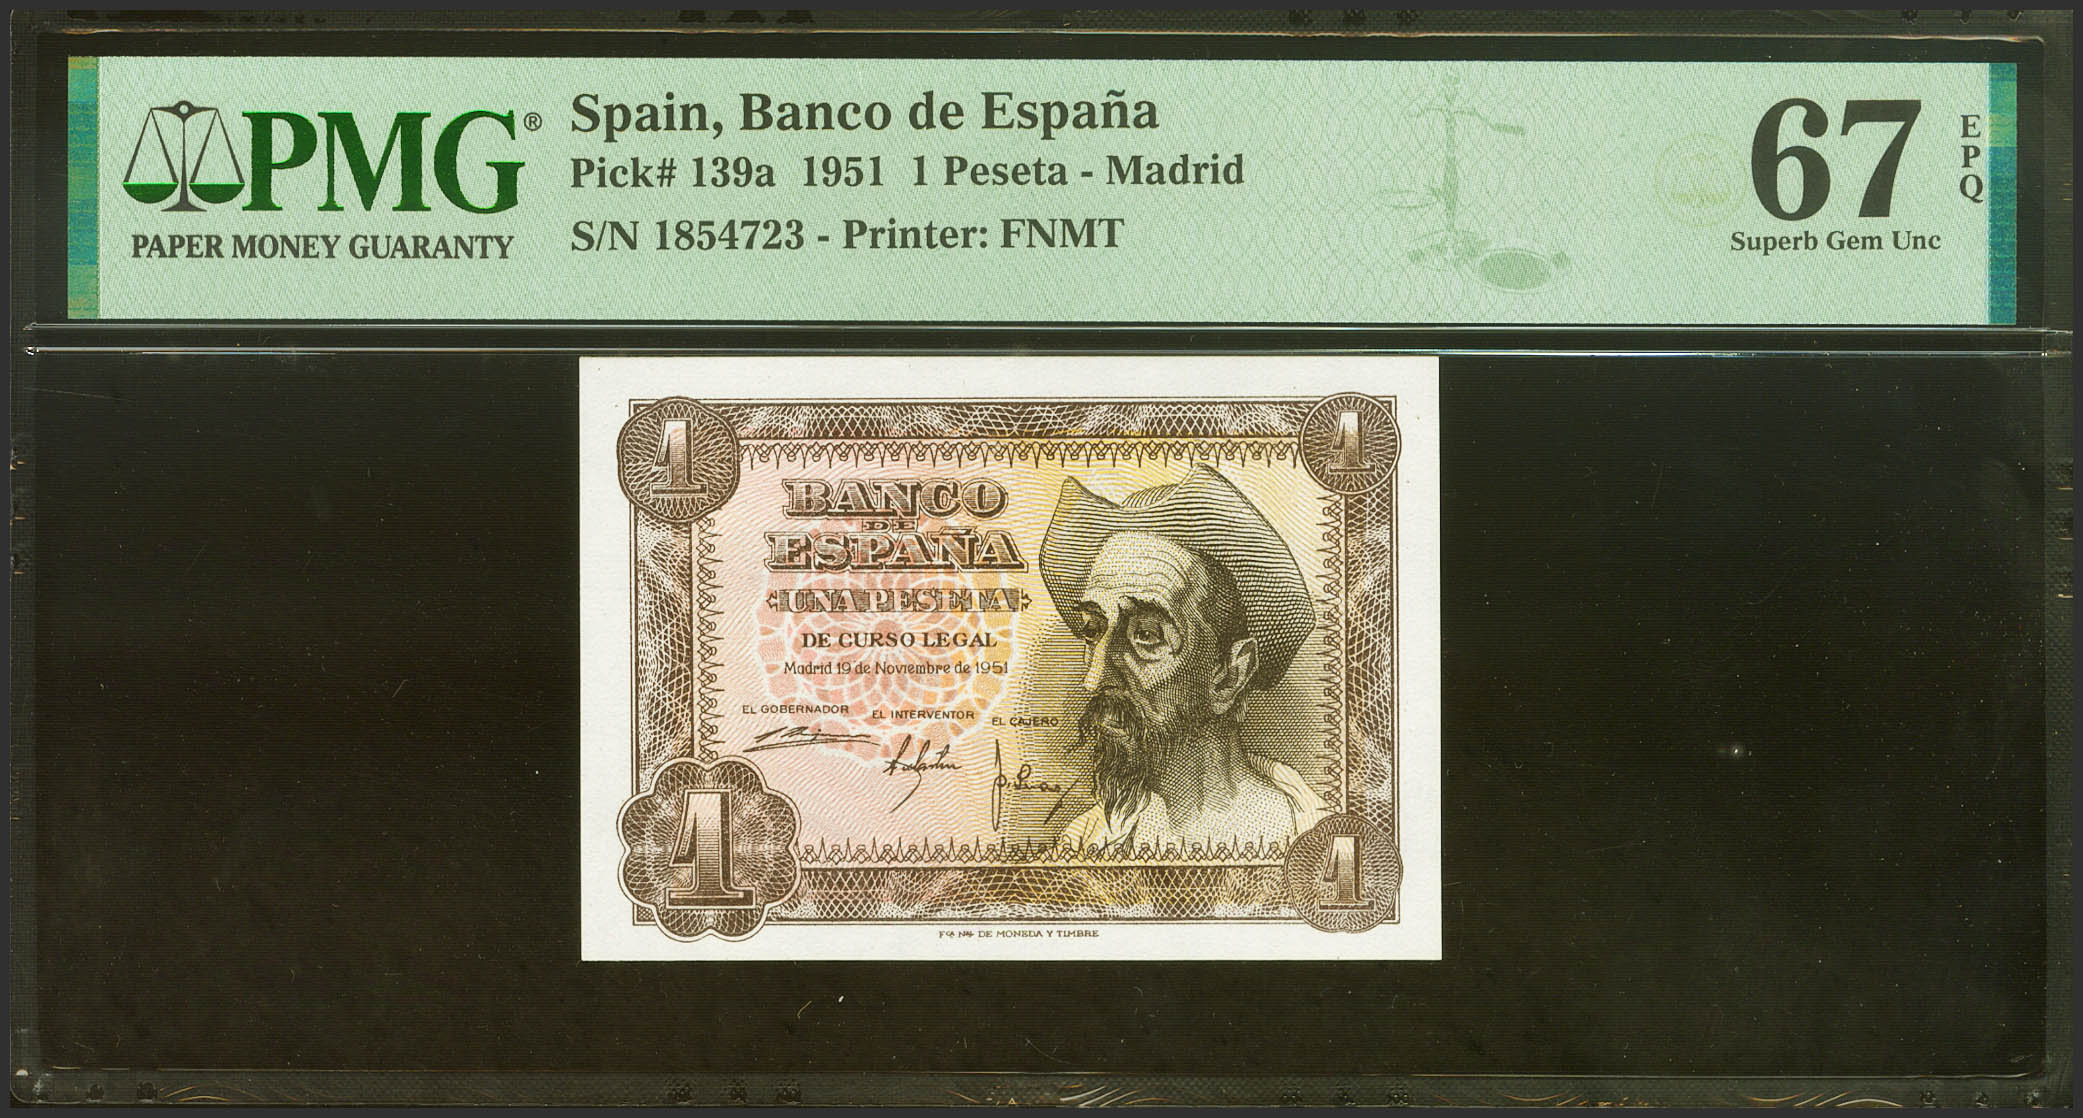 PMG®
PAPER MONEY GUARANTY
Spain, Banco de España
Pick# 139a 1951 1 Peseta - Madrid
S/N 1854723 - Printer: FNMT
67
EPQ
Superb Gem Unc
1
1
BANCO
DE
ESPAÑA
UNA PESETA
DE CURSO LEGAL
Madrid 19 de Noviembre de 1951
EL GOBERNADOR EL INTERVENTOR EL CAJERO
1
1
DE MONEDA Y TIMBRE